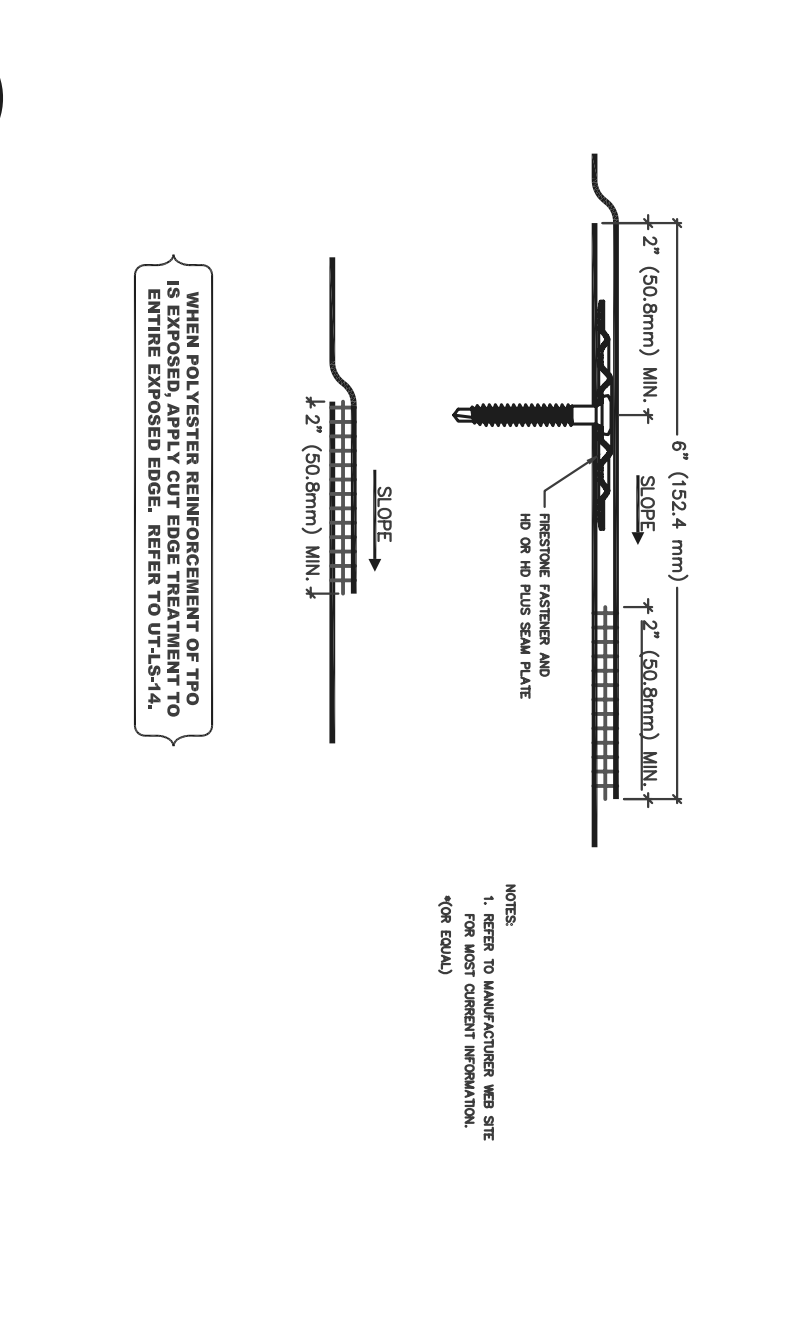 6” (152.4 mm)
2” (50.8mm) MIN.
SLOPE
2” (50.8mm) MIN.
FIRESTONE FASTENER AND
HD OR HD PLUS SEAM PLATE
NOTES:
1. REFER TO MANUFACTURER WEB SITE
FOR MOST CURRENT INFORMATION.
*(OR EQUAL)
SLOPE
2” (50.8mm) MIN.
WHEN POLYESTER REINFORCEMENT OF TPO
IS EXPOSED, APPLY CUT EDGE TREATMENT TO
ENTIRE EXPOSED EDGE. REFER TO UT-LS-14.